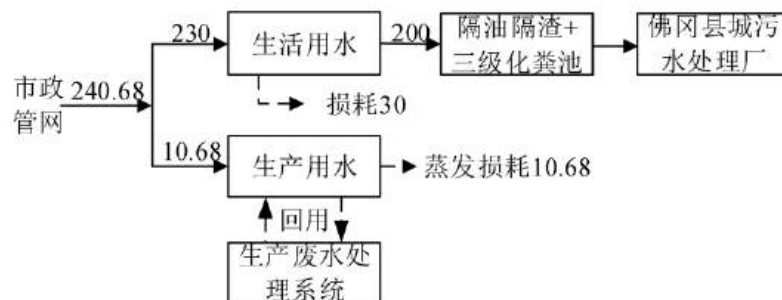 230
生活用水
200
隔油隔渣+
三级化粪池
佛冈县城污
水处理厂
市政
管网
240.68
损耗30
10.68
生产用水
蒸发损耗10.68
回用
生产废水处
理系统